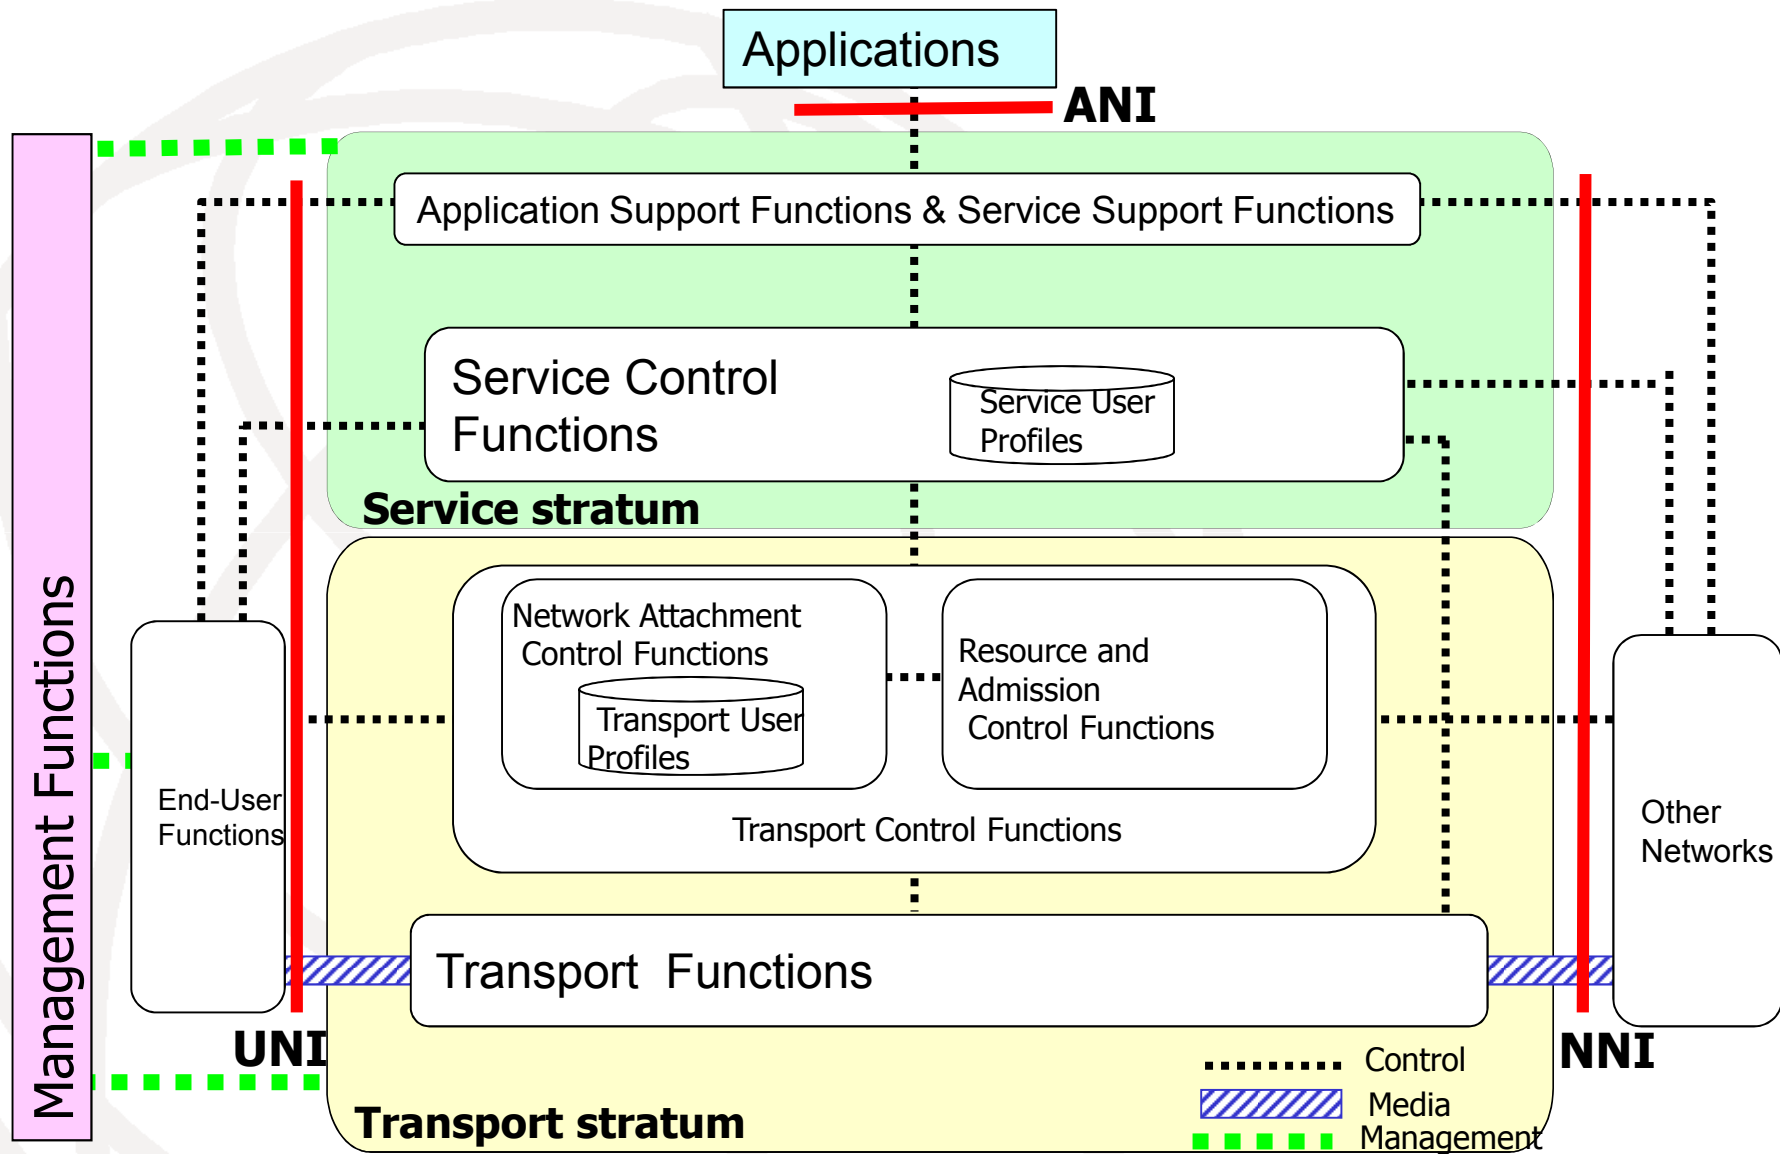 Applications
ANI
Application Support Functions & Service Support Functions
Service Control
Functions
Service User
Profiles
Service stratum
Management Functions
Network Attachment
Control Functions
Transport User
Profiles
Resource and
Admission
Control Functions
Transport Control Functions
End-User
Functions
Other
Networks
Transport Functions
UNI
NNI
Control
Media
Management
Transport stratum